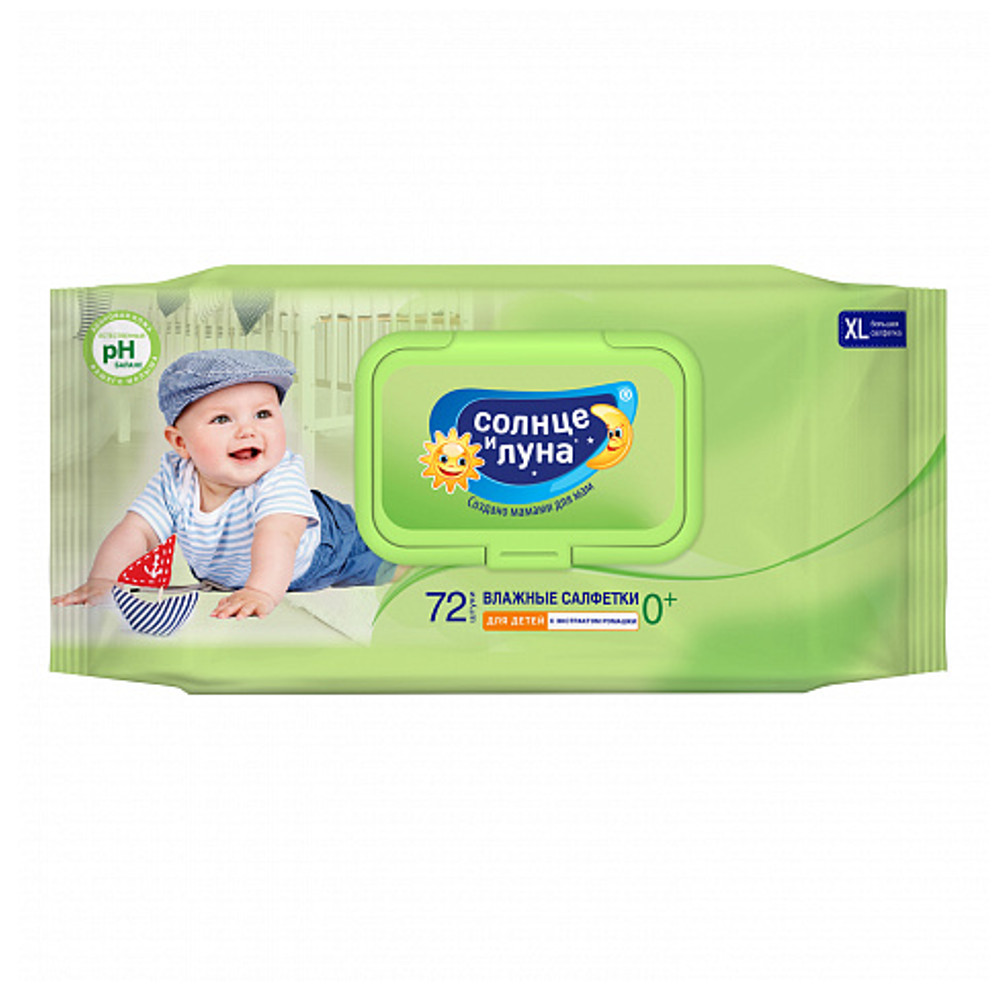 ЕСТЕСТВЕННЫЙ
pH
БАЛАНС
XL
большая
салфетка
СОЛНЦЕ
И
ЛУНА
®
Создано мамами для мам
72
штуки
ВЛАЖНЫЕ САЛФЕТКИ
0+
ДЛЯ ДЕТЕЙ
с экстрактом ромашки